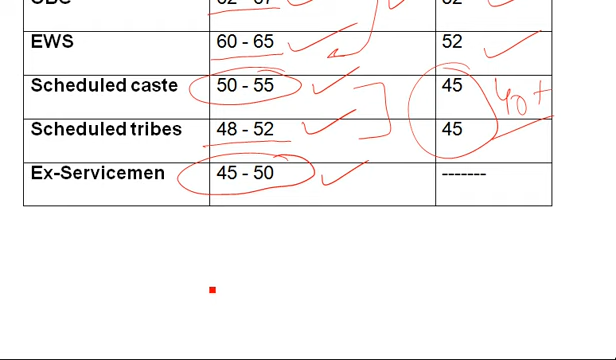 EWS 60 - 65 52
Scheduled caste 50 - 55 45 40+
Scheduled tribes 48 - 52 45
Ex-Servicemen 45 - 50 -------